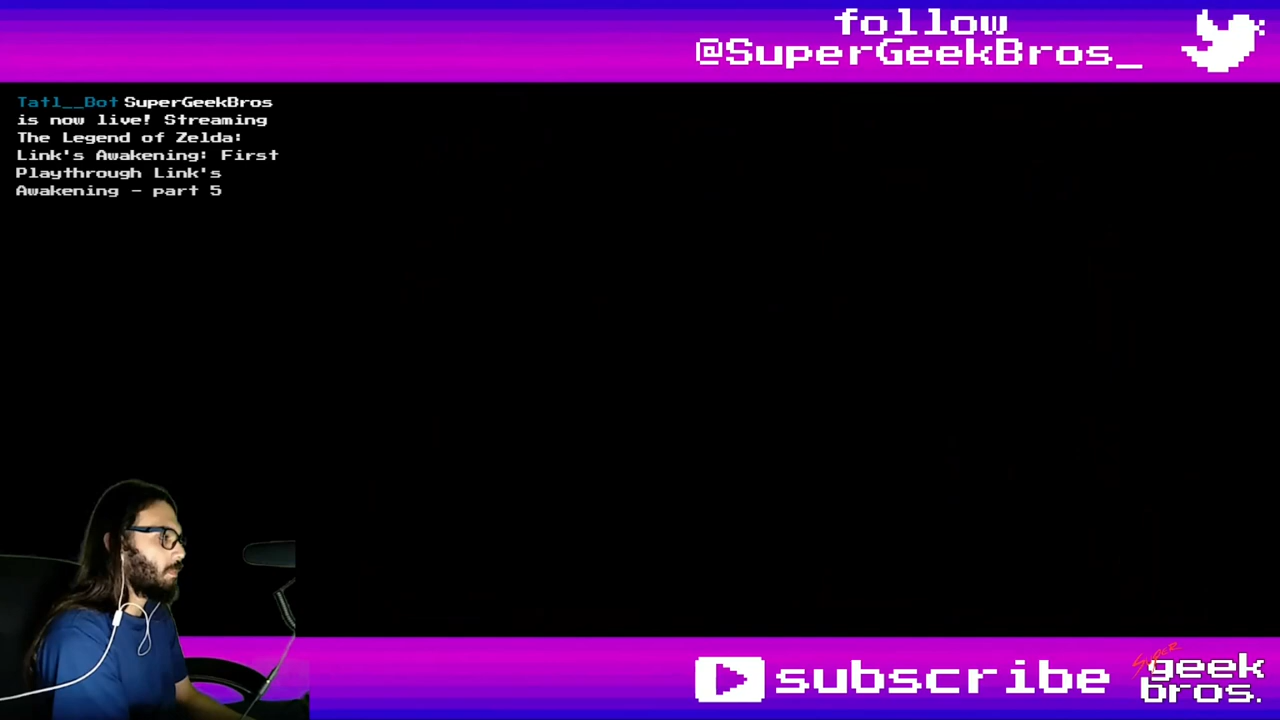 follow
@SuperGeekBros_
Tatl__Bot SuperGeekBros
is now live! Streaming
The Legend of Zelda:
Link's Awakening: First
Playthrough Link's
Awakening - part 5
subscribe
SUPER
geek
bros.